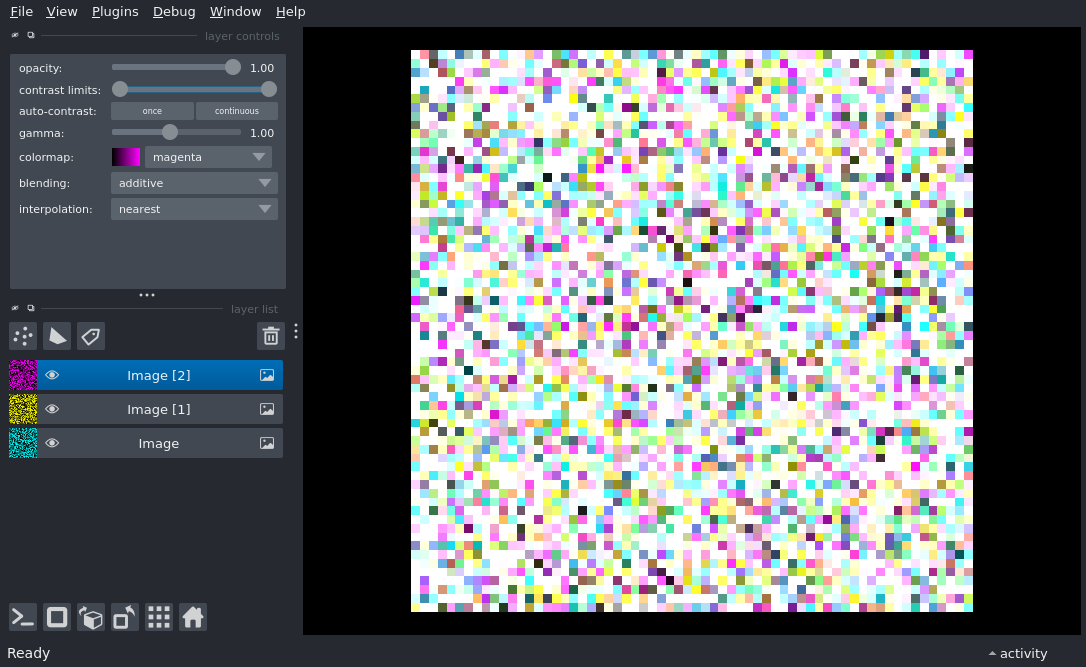 File View Plugins Debug Window Help
layer controls
opacity: 1.00
contrast limits:
auto-contrast: once continuous
gamma: 1.00
colormap: magenta
blending: additive
interpolation: nearest
layer list
Image [2]
Image [1]
Image
Ready
activity